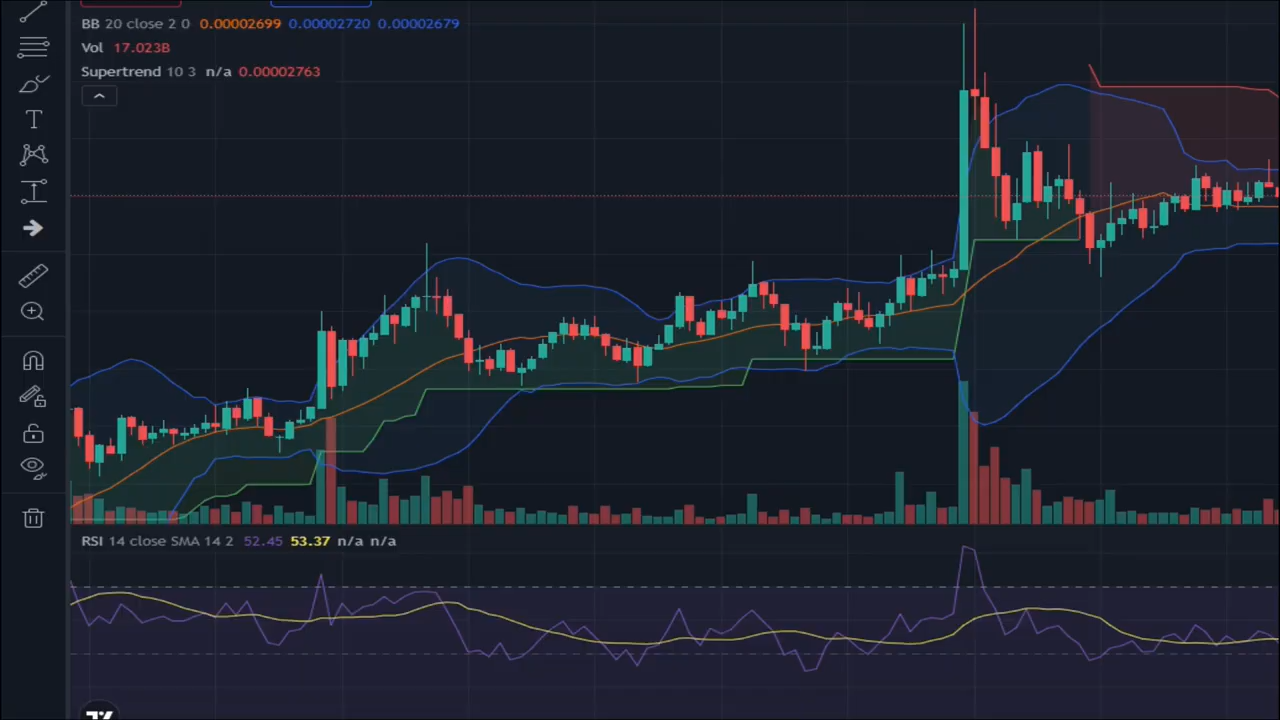 BB 20 close 2 0 0.00002699 0.00002720 0.00002679
Vol 17.023B
Supertrend 10 3 n/a 0.00002763
RSI 14 close SMA 14 2 52.45 53.37 n/a n/a